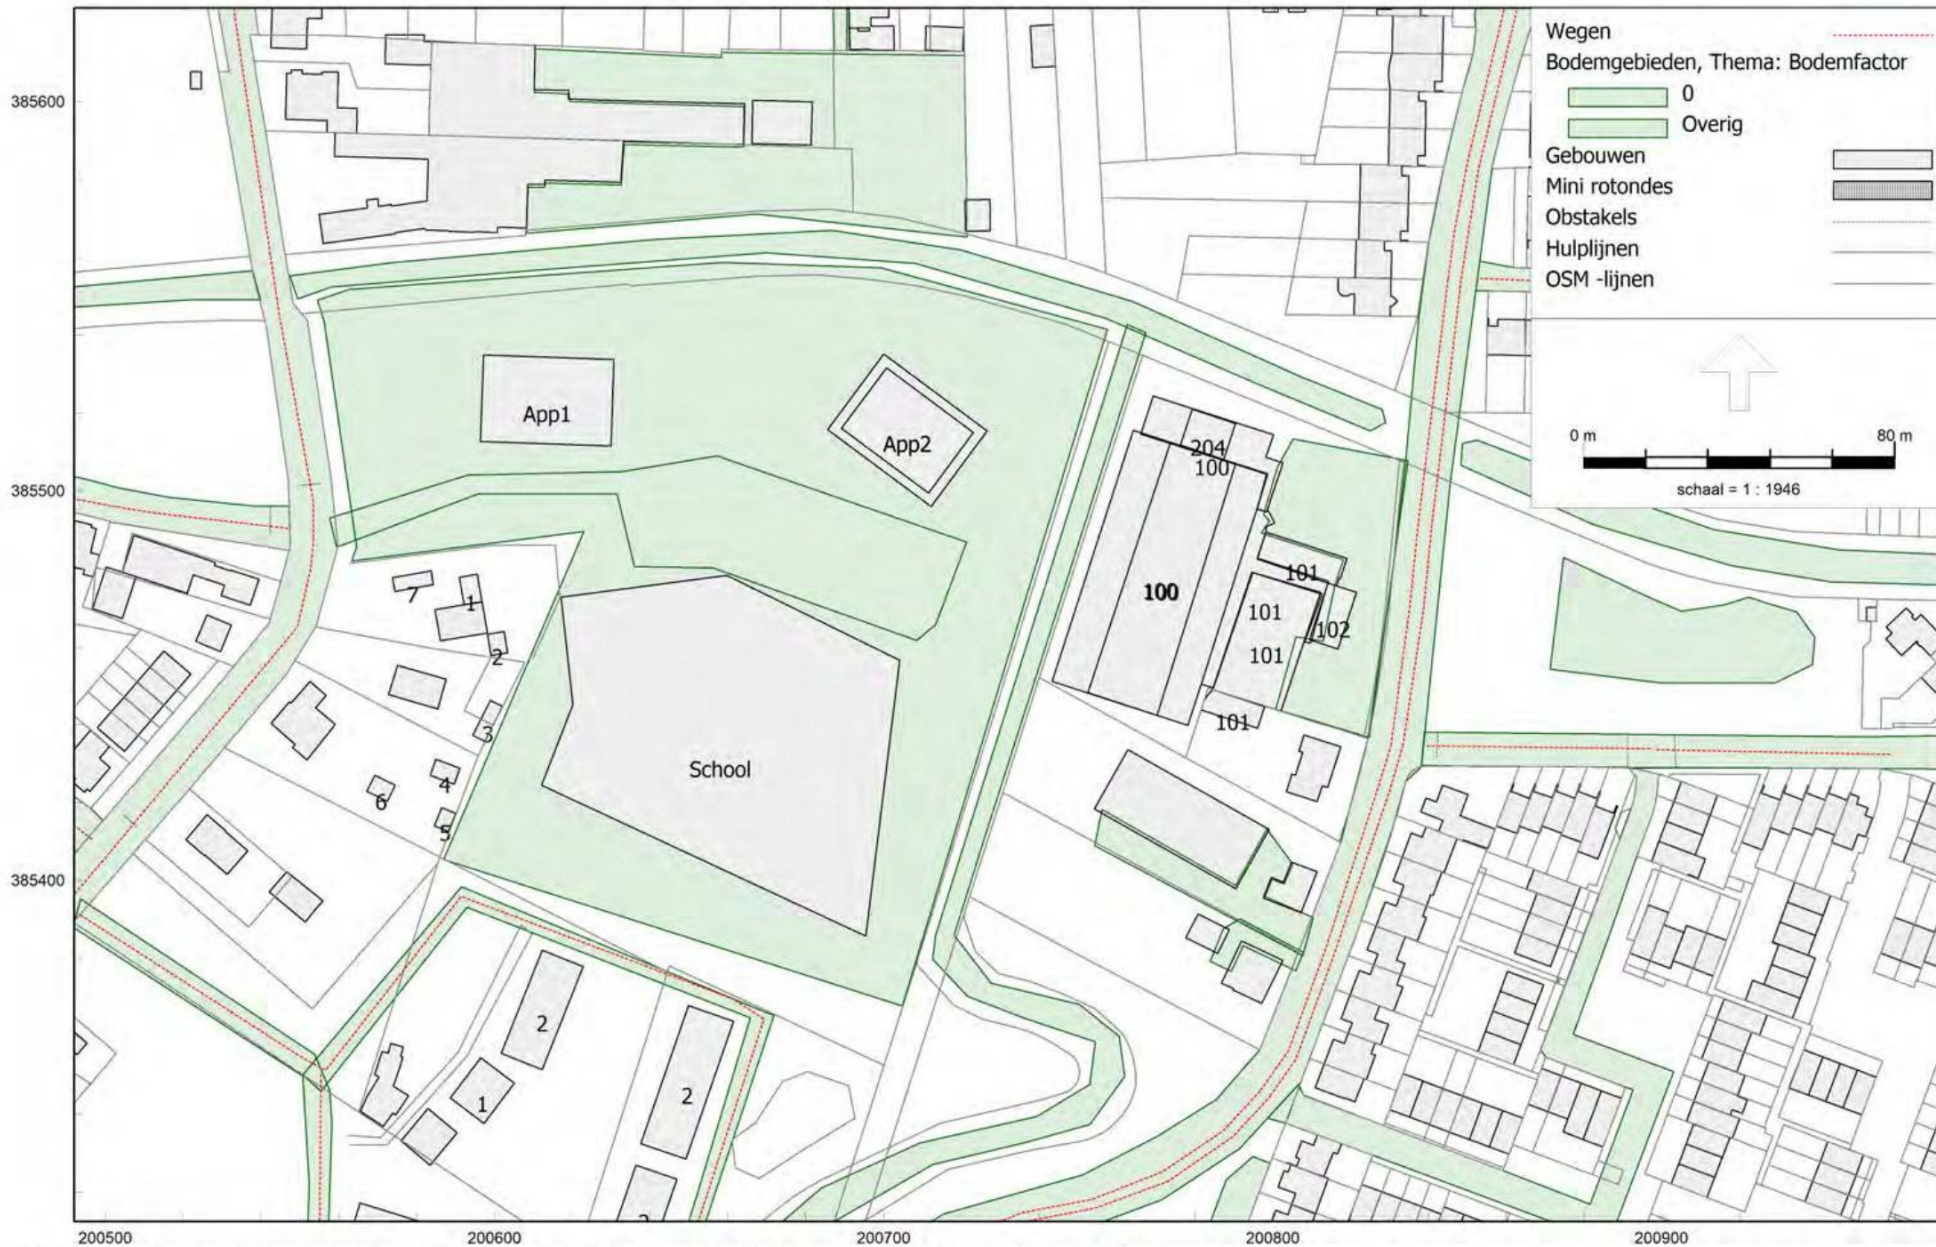 Wegen
Bodemgebieden, Thema: Bodemfactor
0
Overig
Gebouwen
Mini rotondes
Obstakels
Hulplijnen
OSM -lijnen
0 m 80 m
schaal = 1 : 1946
385600
385500
385400
App1
App2
204
100
101
100
101
102
101
101
7
1
2
3
4
6
5
School
2
1
2
200500 200600 200700 200800 200900